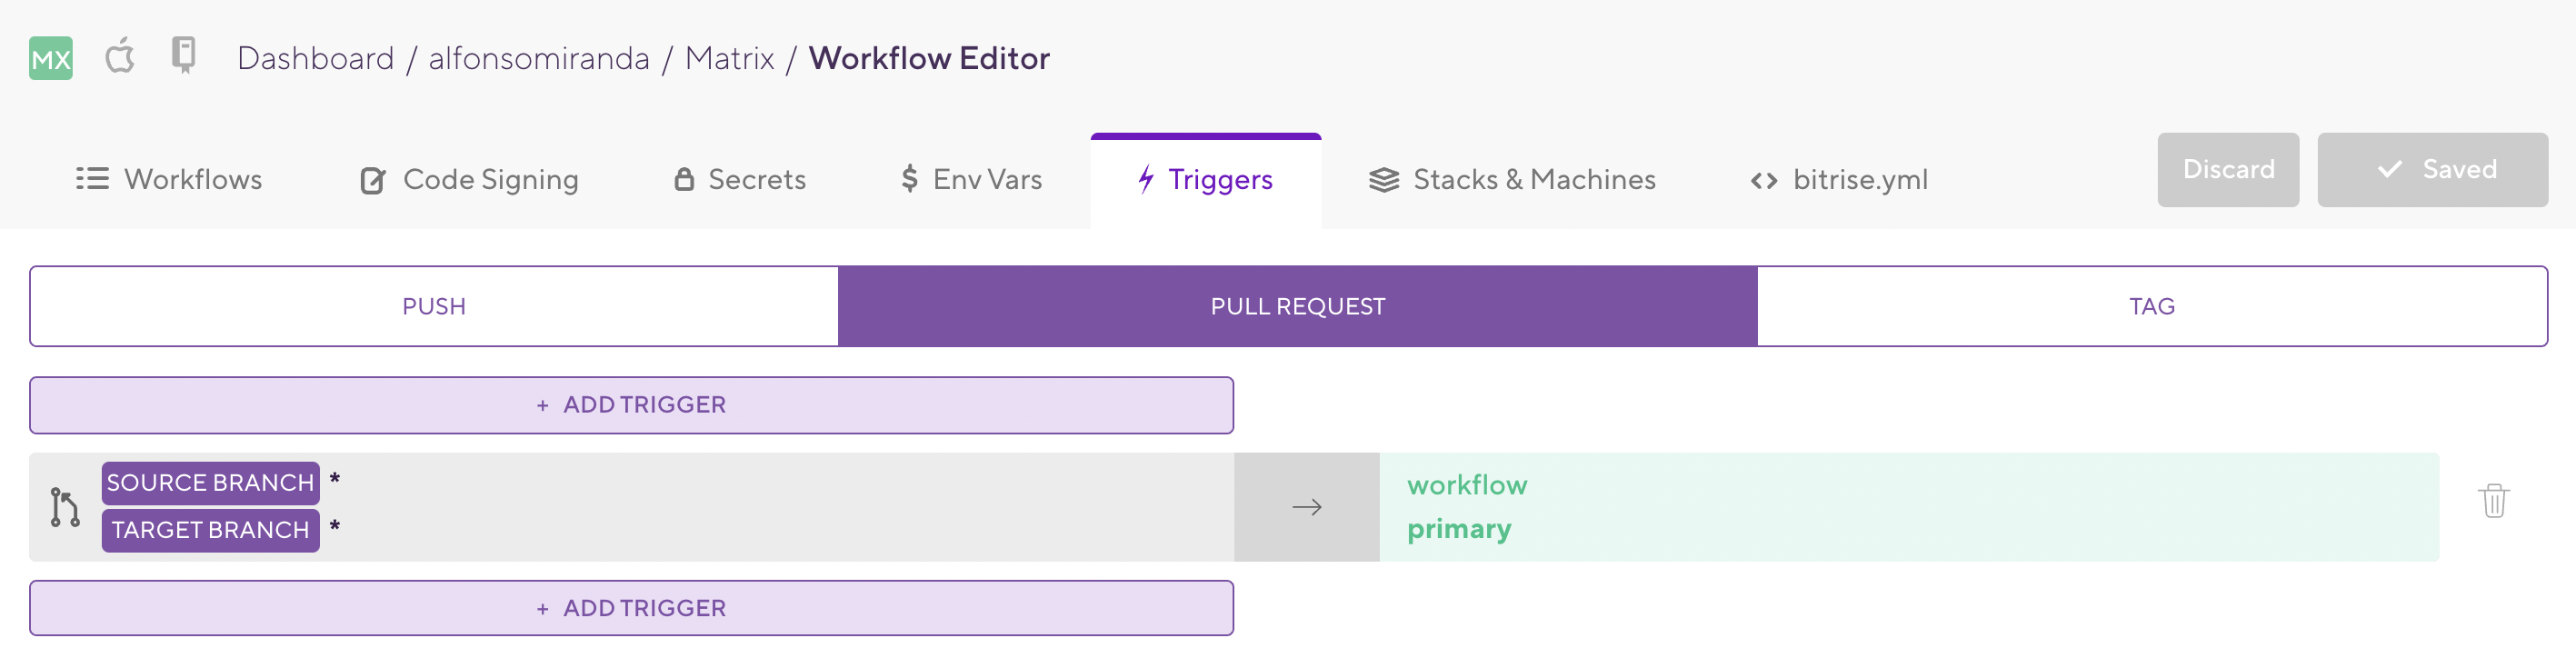 MX Dashboard / alfonsomiranda / Matrix / Workflow Editor
Workflows Code Signing Secrets $ Env Vars Triggers Stacks & Machines <> bitrise.yml Discard ✓ Saved
PUSH PULL REQUEST TAG
+ ADD TRIGGER
SOURCE BRANCH * → workflow
TARGET BRANCH * primary
+ ADD TRIGGER